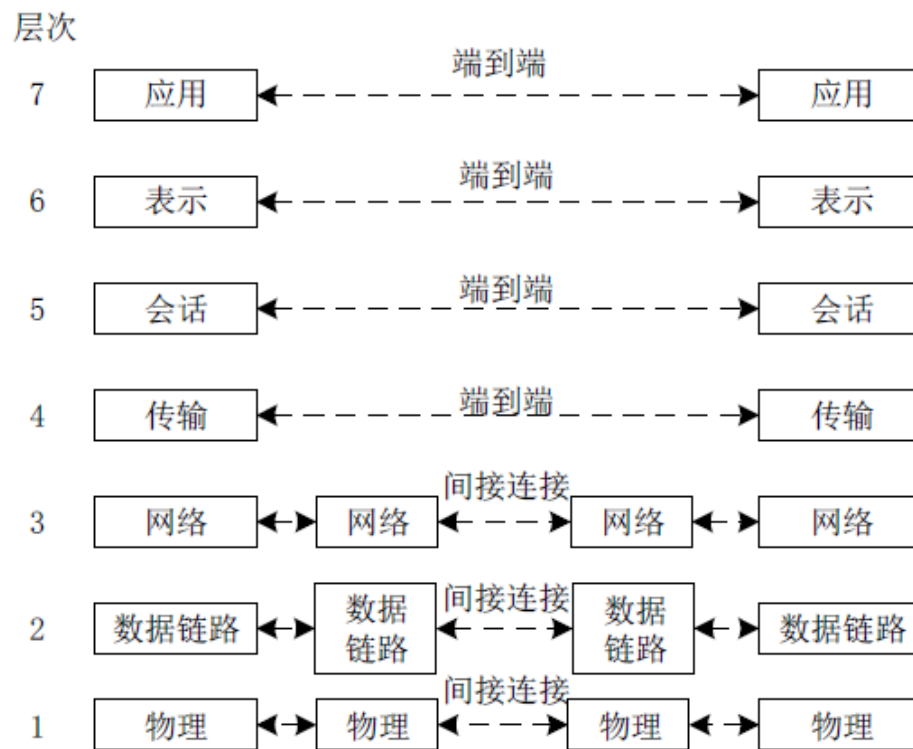 层次
端到端
7 应用 应用
端到端
6 表示 表示
端到端
5 会话 会话
端到端
4 传输 传输
间接连接
3 网络 网络 网络 网络
间接连接
2 数据链路 数据 数据 数据链路
链路 链路
间接连接
1 物理 物理 物理 物理